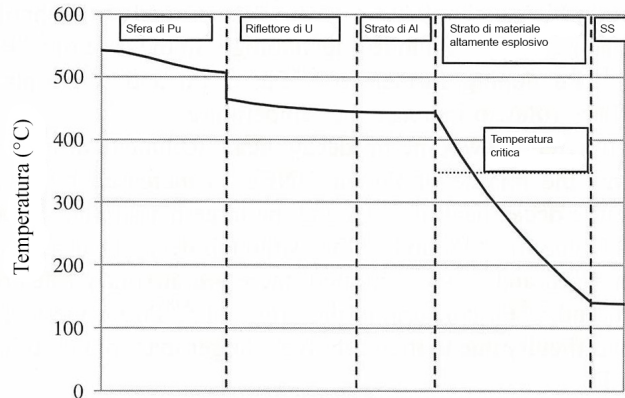 600
Sfera di Pu
Riflettore di U
Strato di Al
Strato di materiale
altamente esplosivo
SS
500
400
Temperatura
critica
300
200
100
0
Temperatura (°C)